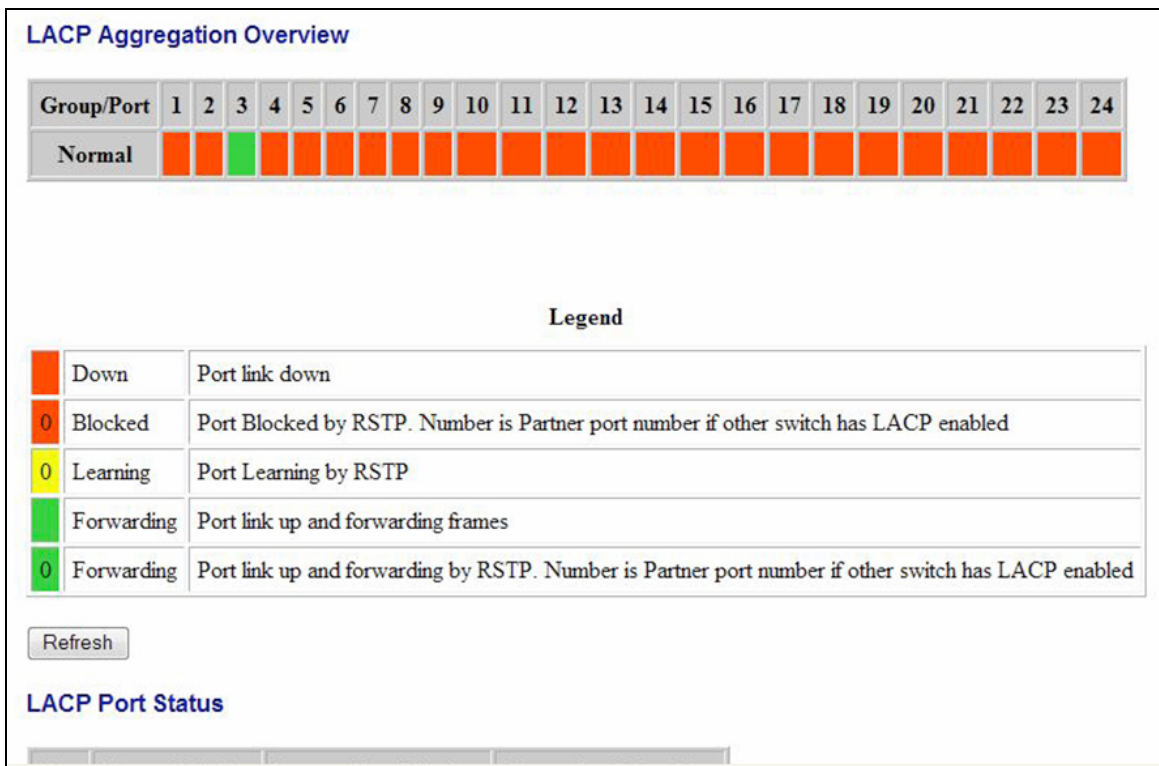 LACP Aggregation Overview
Group/Port 1 2 3 4 5 6 7 8 9 10 11 12 13 14 15 16 17 18 19 20 21 22 23 24
Normal
Legend
Down Port link down
0 Blocked Port Blocked by RSTP. Number is Partner port number if other switch has LACP enabled
0 Learning Port Learning by RSTP
Forwarding Port link up and forwarding frames
0 Forwarding Port link up and forwarding by RSTP. Number is Partner port number if other switch has LACP enabled
Refresh
LACP Port Status